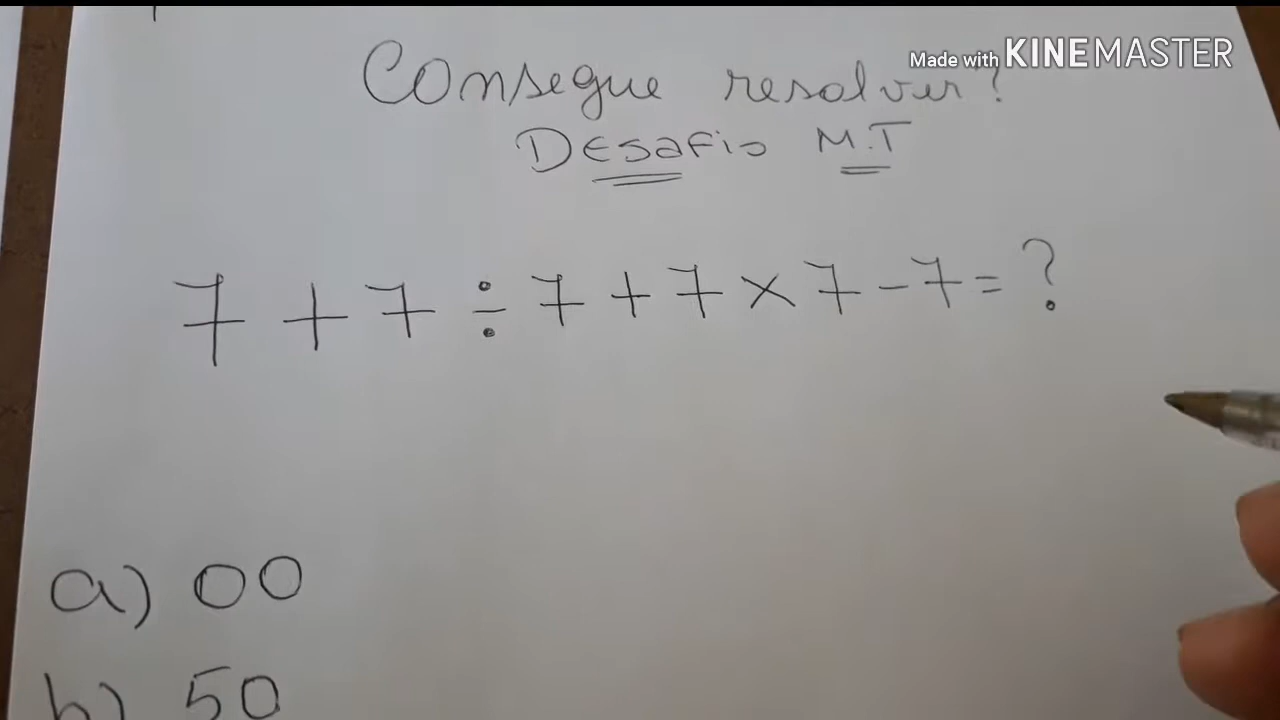 Made with KINEMASTER
Consegue resolver?
Desafio M.T
7 + 7 ÷ 7 + 7 × 7 - 7 = ?
a) 00
b) 50